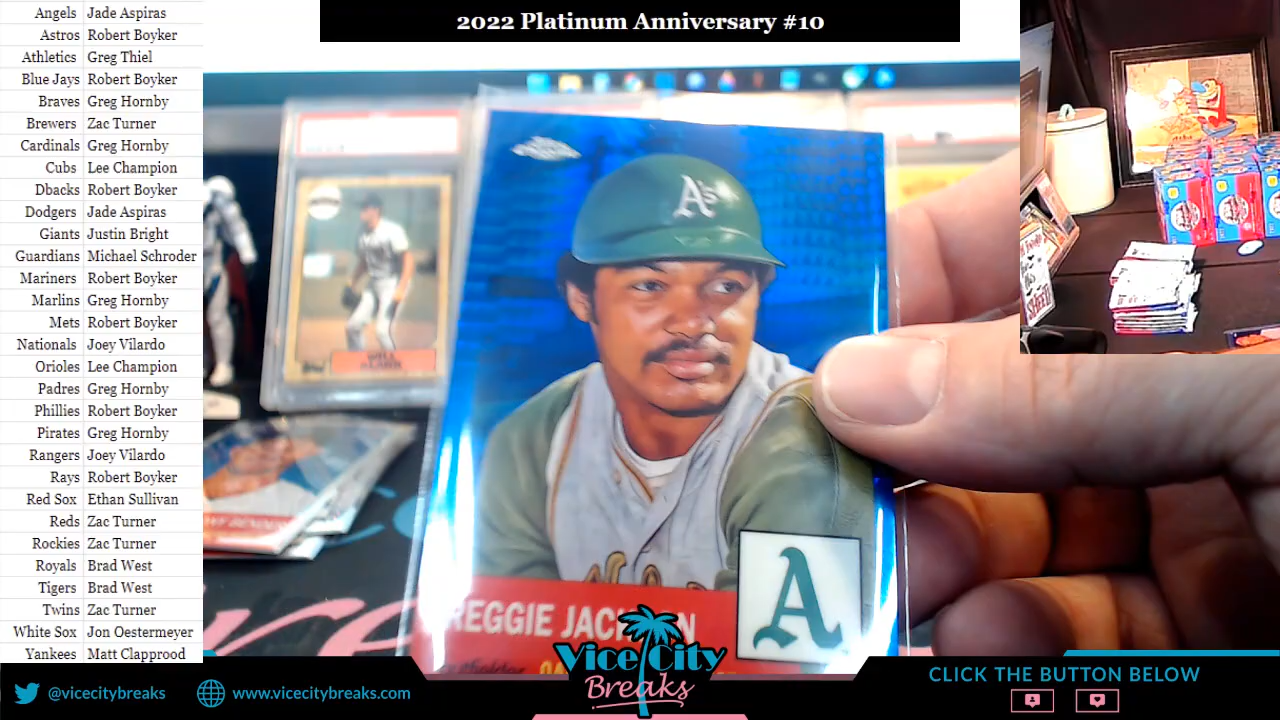 2022 Platinum Anniversary #10
Angels Jade Aspiras
Astros Robert Boyker
Athletics Greg Thiel
Blue Jays Robert Boyker
Braves Greg Hornby
Brewers Zac Turner
Cardinals Greg Hornby
Cubs Lee Champion
Dbacks Robert Boyker
Dodgers Jade Aspiras
Giants Justin Bright
Guardians Michael Schroder
Mariners Robert Boyker
Marlins Greg Hornby
Mets Robert Boyker
Nationals Joey Vilardo
Orioles Lee Champion
Padres Greg Hornby
Phillies Robert Boyker
Pirates Greg Hornby
Rangers Joey Vilardo
Rays Robert Boyker
Red Sox Ethan Sullivan
Reds Zac Turner
Rockies Zac Turner
Royals Brad West
Tigers Brad West
Twins Zac Turner
White Sox Jon Oestermeyer
Yankees Matt Clapprood
A's
WILL
CLARK
A
REGGIE JACKSON
Vice City
Breaks
@vicecitybreaks
www.vicecitybreaks.com
CLICK THE BUTTON BELOW